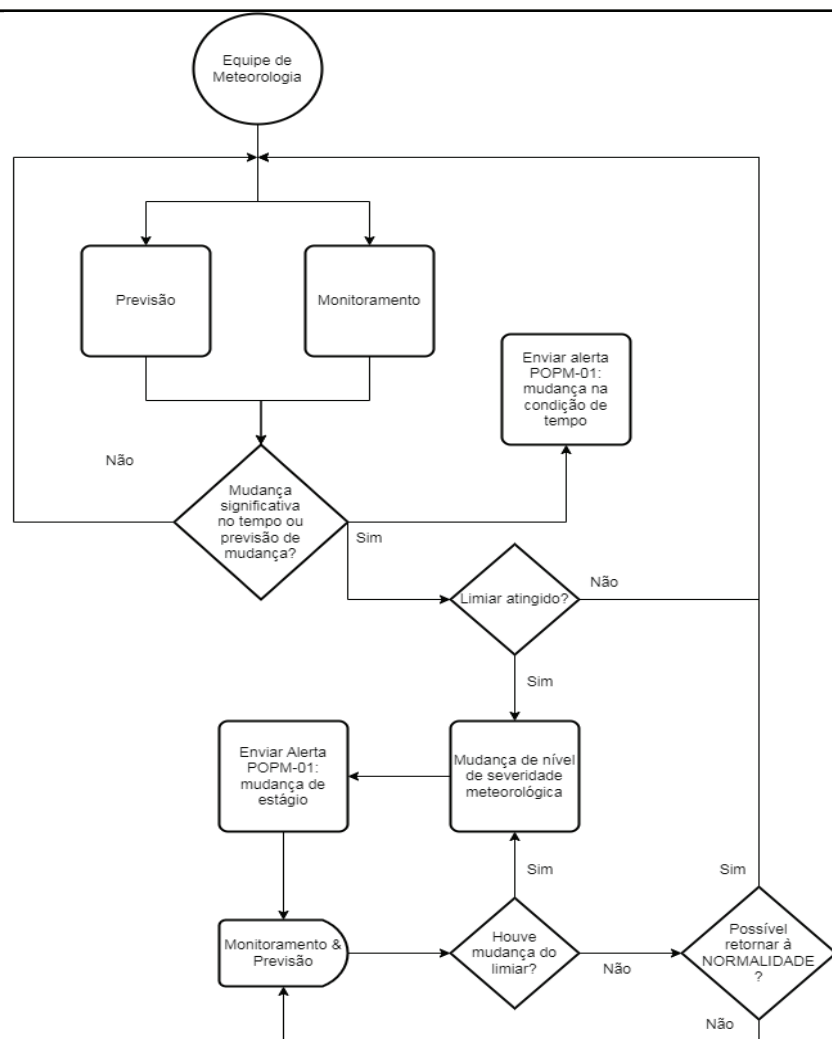 Equipe de
Meteorologia
Previsão
Monitoramento
Enviar alerta
POPM-01:
mudança na
condição de
tempo
Não
Mudança
significativa
no tempo ou
previsão de
mudança?
Sim
Limiar atingido?
Não
Sim
Enviar Alerta
POPM-01:
mudança de
estágio
Mudança de nível
de severidade
meteorológica
Sim
Sim
Monitoramento &
Previsão
Houve
mudança do
limiar?
Não
Possível
retornar à
NORMALIDADE
?
Não